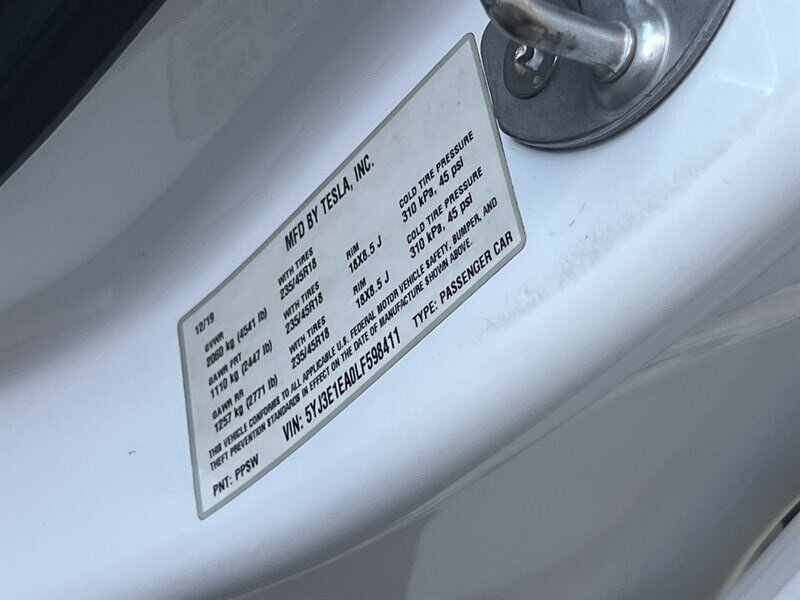 MFD BY TESLA, INC.
12/19
GVWR
2060 kg (4541 lb)
GAWR FRT WITH TIRES RIM COLD TIRE PRESSURE
1110 kg (2447 lb) 235/45R18 18X8.5 J 310 kPa, 45 psi
GAWR RR WITH TIRES RIM COLD TIRE PRESSURE
1257 kg (2771 lb) 235/45R18 18X8.5 J 310 kPa, 45 psi
WITH TIRES
235/45R18
THIS VEHICLE CONFORMS TO ALL APPLICABLE U.S. FEDERAL MOTOR VEHICLE SAFETY, BUMPER, AND
THEFT PREVENTION STANDARDS IN EFFECT ON THE DATE OF MANUFACTURE SHOWN ABOVE.
VIN: 5YJ3E1EA0LF598411 TYPE: PASSENGER CAR
PNT: PPSW